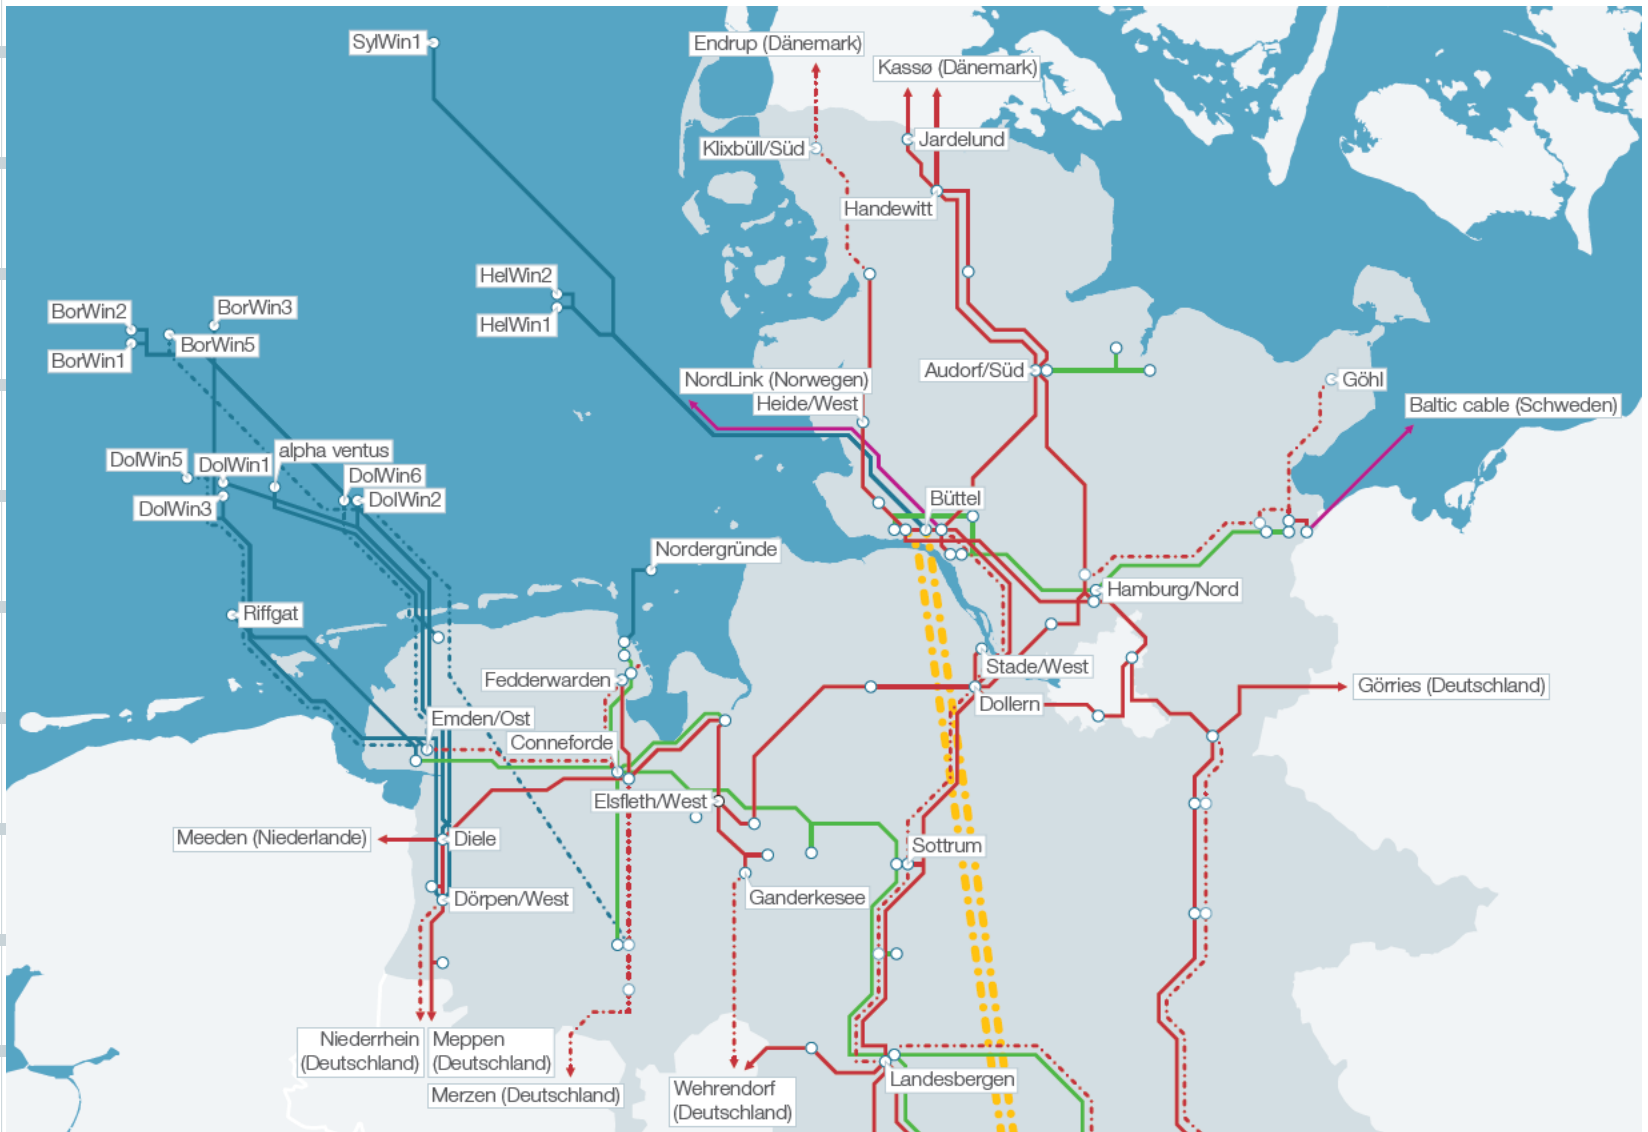 SylWin1
Endrup (Dänemark)
Kassø (Dänemark)
Klixbüll/Süd
Jardelund
Handewitt
HelWin2
HelWin1
BorWin2
BorWin3
BorWin5
BorWin1
NordLink (Norwegen)
Heide/West
Audorf/Süd
Göhl
Baltic cable (Schweden)
DolWin5
DolWin1
alpha ventus
DolWin6
DolWin2
DolWin3
Büttel
Nordergründe
Hamburg/Nord
Riffgat
Stade/West
Fedderwarden
Dollern
Görries (Deutschland)
Emden/Ost
Conneforde
Elsfleth/West
Meeden (Niederlande)
Diele
Sottrum
Dörpen/West
Ganderkesee
Niederrhein
(Deutschland)
Meppen
(Deutschland)
Merzen (Deutschland)
Wehrendorf
(Deutschland)
Landesbergen